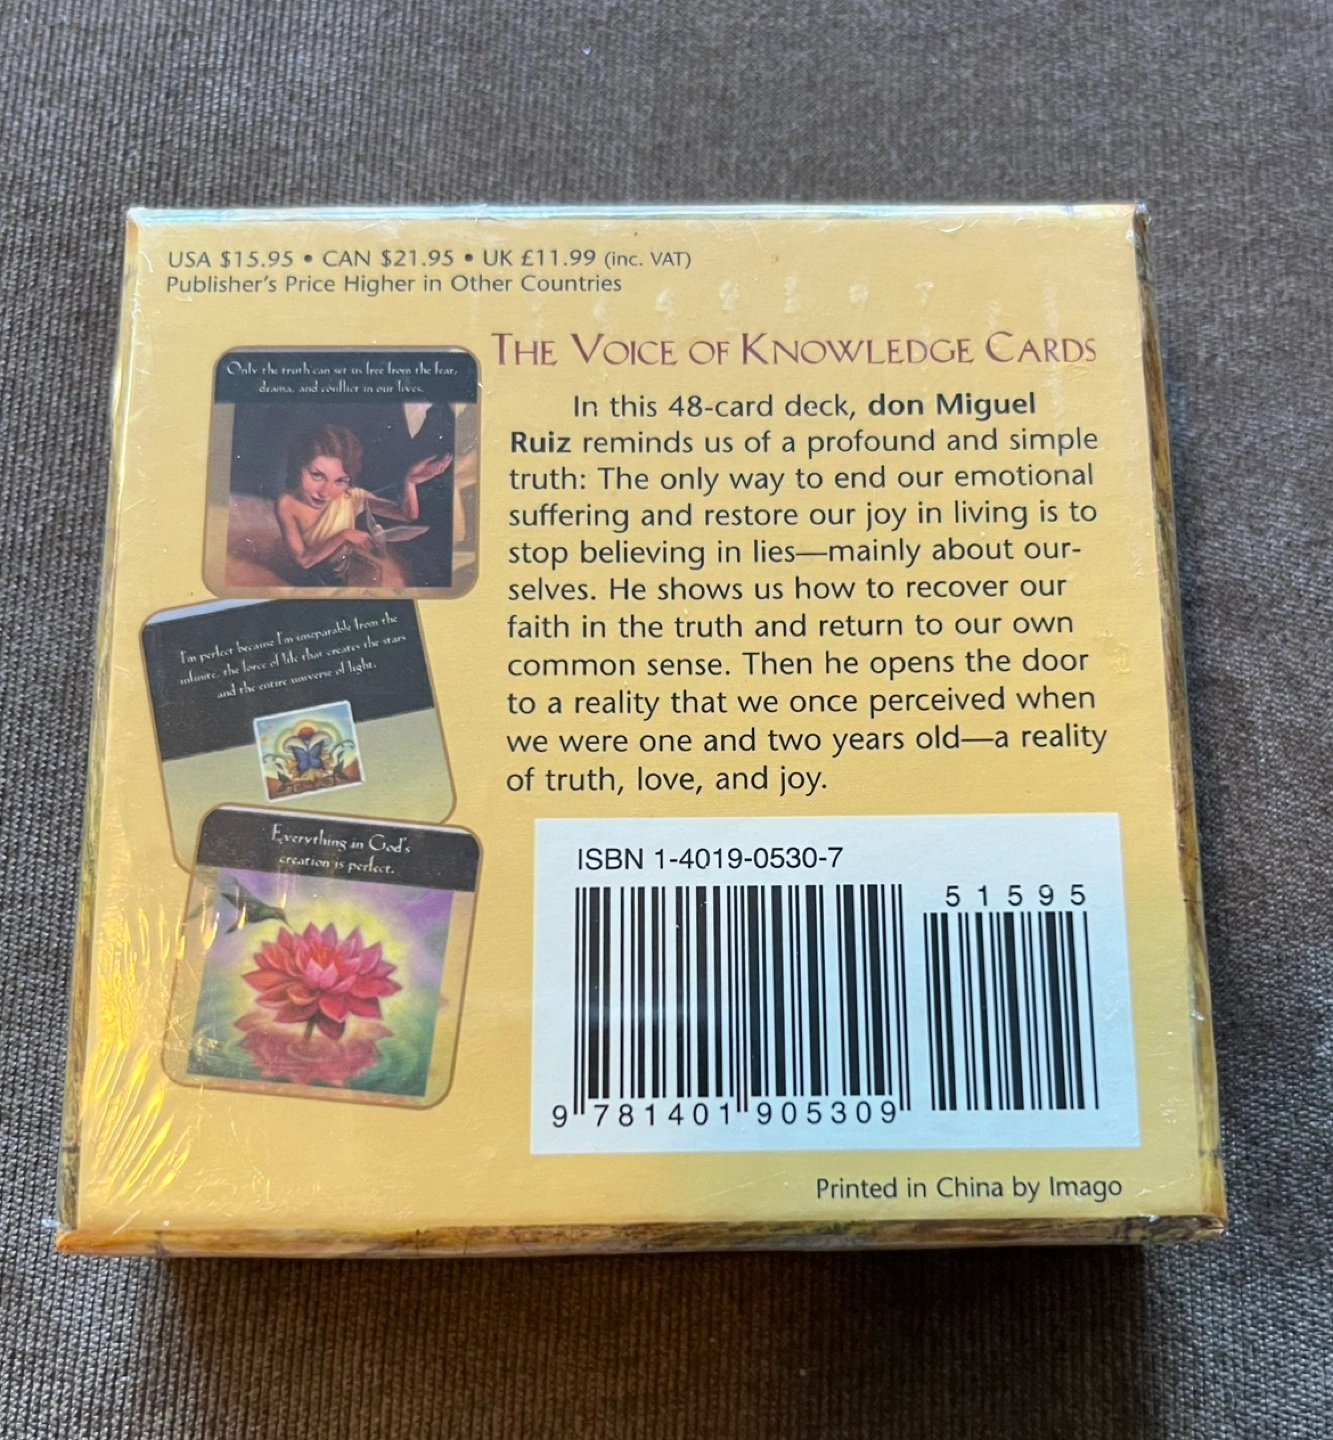 USA $15.95 • CAN $21.95 • UK £11.99 (inc. VAT)
Publisher's Price Higher in Other Countries
THE VOICE OF KNOWLEDGE CARDS
In this 48-card deck, don Miguel
Ruiz reminds us of a profound and simple
truth: The only way to end our emotional
suffering and restore our joy in living is to
stop believing in lies—mainly about our-
selves. He shows us how to recover our
faith in the truth and return to our own
common sense. Then he opens the door
to a reality that we once perceived when
we were one and two years old—a reality
of truth, love, and joy.
Only the truth can set us free from the fear,
drama, and conflict in our lives.
I'm perfect because I'm inseparable from the
infinite, the force of life that creates the stars
and the entire universe of light.
Everything in God's
creation is perfect.
ISBN 1-4019-0530-7
51595
9 781401 905309
Printed in China by Imago